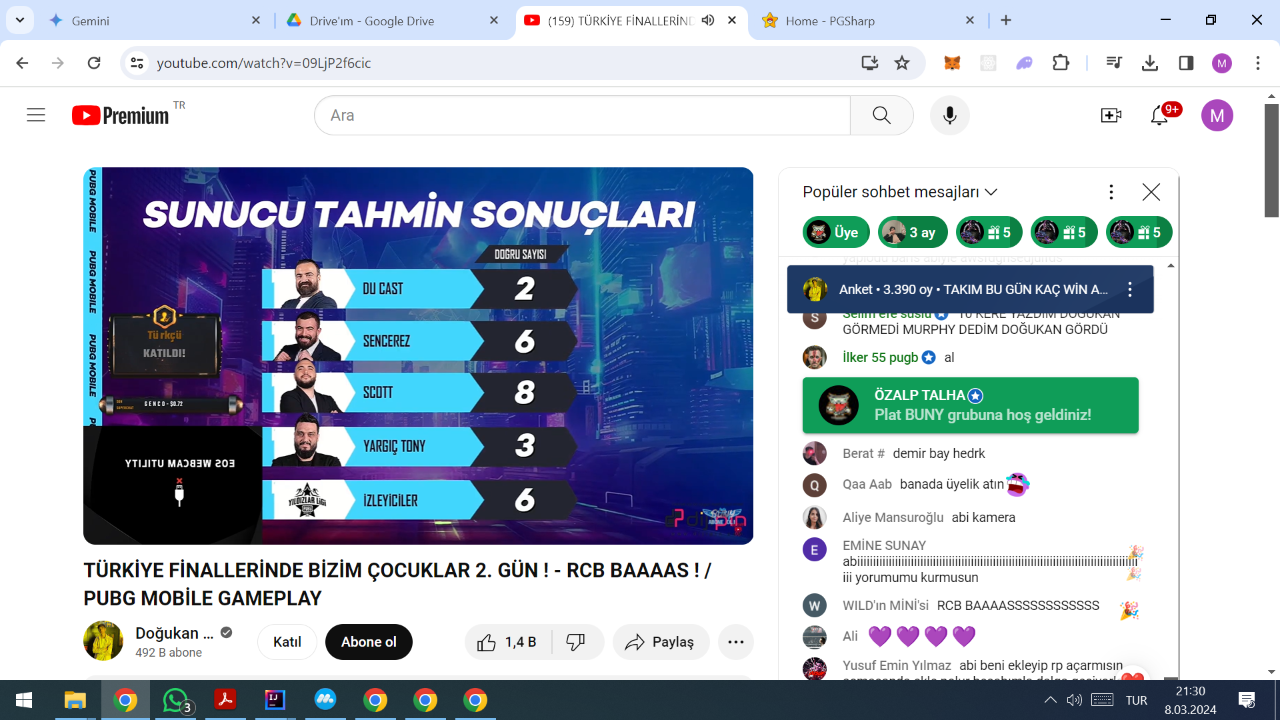 Gemini
Drive'ım - Google Drive
(159) TÜRKİYE FİNALLERİND
Home - PGSharp
youtube.com/watch?v=09LjP2f6cic
M
Premium TR
Ara
9+
M
PUBG MOBILE
PUBG MOBILE
PUBG MOBILE
SUNUCU TAHMİN SONUÇLARI
DOĞRU SAYISI
DU CAST 2
SENCEREZ 6
SCOTT 8
YARGIÇ TONY 3
İZLEYİCİLER 6
Türkçü
KATILDI!
GENCO - $0.72
EOS WEBCAM UTILITY
TÜRKİYE FİNALLERİNDE BİZİM ÇOCUKLAR 2. GÜN ! - RCB BAAAAS ! /
PUBG MOBİLE GAMEPLAY
Doğukan ...
492 B abone
Katıl
Abone ol
1,4 B
Paylaş
Popüler sohbet mesajları
Üye
3 ay
5
5
5
Anket • 3.390 oy • TAKIM BU GÜN KAÇ WİN A...
S Selim efe süslü 10 KERE YAZDIM DOĞUKAN
GÖRMEDİ MURPHY DEDİM DOĞUKAN GÖRDÜ
İlker 55 pugb al
ÖZALP TALHA
Plat BUNY grubuna hoş geldiniz!
Berat # demir bay hedrk
Q Qaa Aab banada üyelik atın
Aliye Mansuroğlu abi kamera
E EMİNE SUNAY
iii yorumumu kurmusun
W WILD'ın MİNİ'si RCB BAAAASSSSSSSSSSSS
Ali
Yusuf Emin Yılmaz abi beni ekleyip rp açarmısın
3
TUR
21:30
8.03.2024